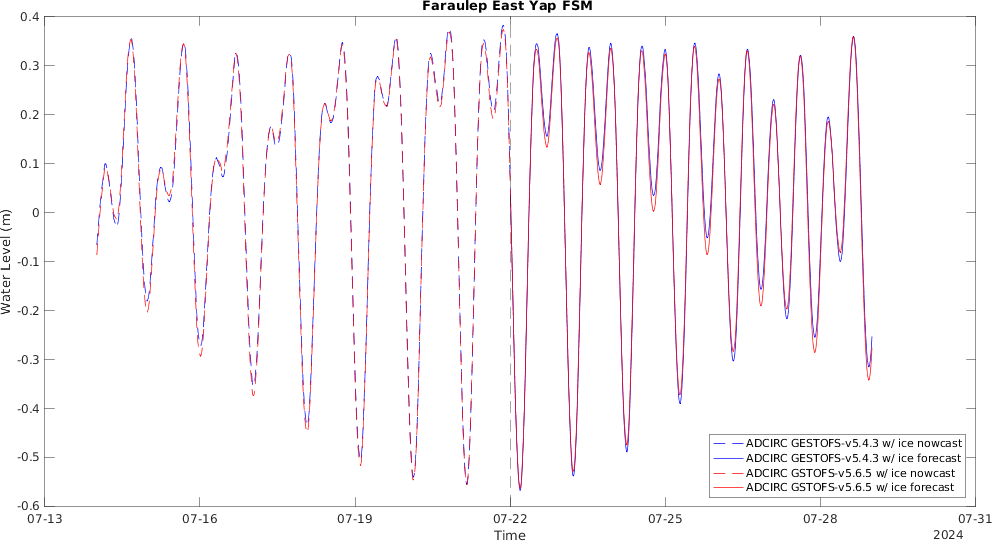 Faraulep East Yap FSM
0.4
0.3
0.2
0.1
0
-0.1
-0.2
-0.3
-0.4
-0.5
-0.6
Water Level (m)
ADCIRC GESTOFS-v5.4.3 w/ ice nowcast
ADCIRC GESTOFS-v5.4.3 w/ ice forecast
ADCIRC GSTOFS-v5.6.5 w/ ice nowcast
ADCIRC GSTOFS-v5.6.5 w/ ice forecast
07-13 07-16 07-19 07-22 07-25 07-28 07-31
Time
2024